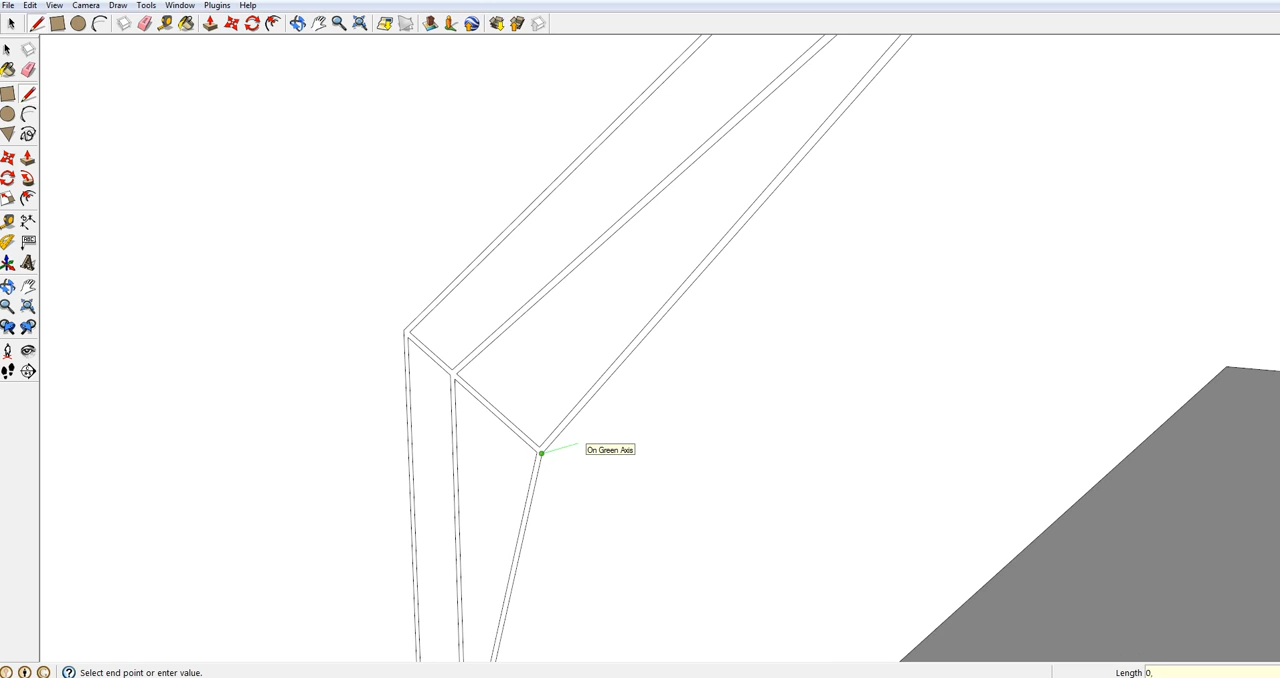 File Edit View Camera Draw Tools Window Plugins Help
ABC
On Green Axis
Select end point or enter value.
Length 0,